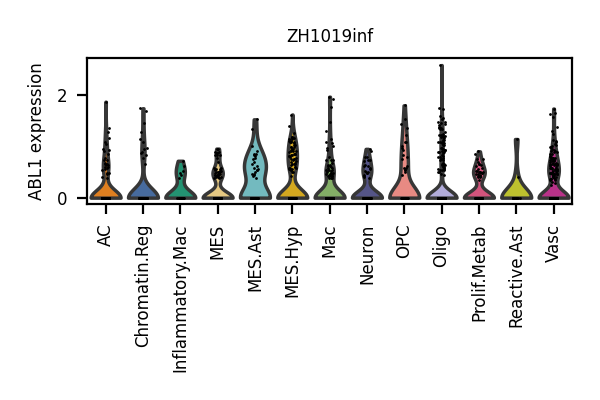 ZH1019inf
ABL1 expression
2
0
AC
Chromatin.Reg
Inflammatory.Mac
MES
MES.Ast
MES.Hyp
Mac
Neuron
OPC
Oligo
Prolif.Metab
Reactive.Ast
Vasc